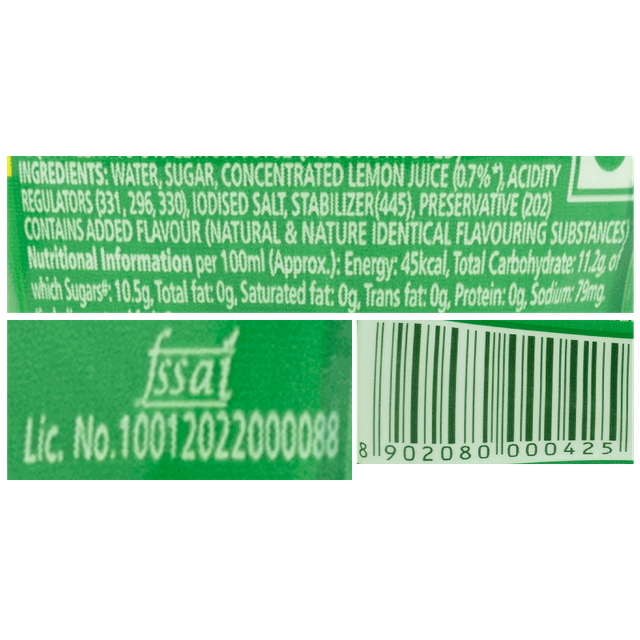 INGREDIENTS: WATER, SUGAR, CONCENTRATED LEMON JUICE (0.7%*), ACIDITY
REGULATORS (331, 296, 330), IODISED SALT, STABILIZER(445), PRESERVATIVE (202)
CONTAINS ADDED FLAVOUR (NATURAL & NATURE IDENTICAL FLAVOURING SUBSTANCES)
Nutritional Information per 100ml (Approx.): Energy: 45kcal, Total Carbohydrate: 11.2g, of
which Sugars#: 10.5g, Total fat: 0g, Saturated fat: 0g, Trans fat: 0g, Protein: 0g, Sodium: 79mg,
fssai
Lic. No.10012022000088
8 902080 000425